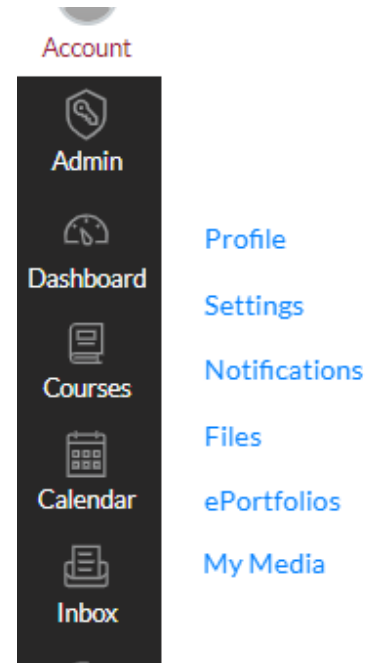 Account
Admin
Dashboard
Courses
Calendar
Inbox
Profile
Settings
Notifications
Files
ePortfolios
My Media